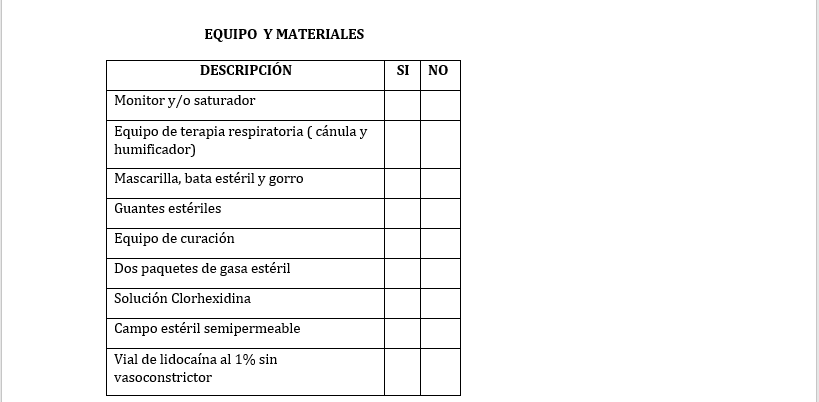 EQUIPO Y MATERIALES
DESCRIPCIÓN SI NO
Monitor y/o saturador
Equipo de terapia respiratoria ( cánula y
humificador)
Mascarilla, bata estéril y gorro
Guantes estériles
Equipo de curación
Dos paquetes de gasa estéril
Solución Clorhexidina
Campo estéril semipermeable
Vial de lidocaína al 1% sin
vasoconstrictor